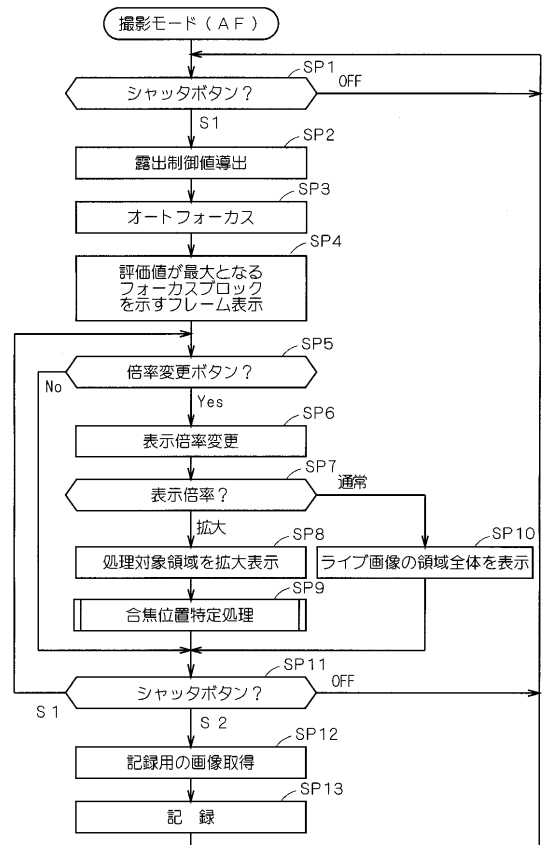 撮影モード(AF)
SP1
シャッタボタン?
OFF
S1
SP2
露出制御値導出
SP3
オートフォーカス
SP4
評価値が最大となる
フォーカスブロック
を示すフレーム表示
SP5
倍率変更ボタン?
No
Yes
SP6
表示倍率変更
SP7
表示倍率?
通常
拡大
SP8
処理対象領域を拡大表示
SP10
ライブ画像の領域全体を表示
SP9
合焦位置特定処理
SP11
シャッタボタン?
OFF
S1
S2
SP12
記録用の画像取得
SP13
記 録